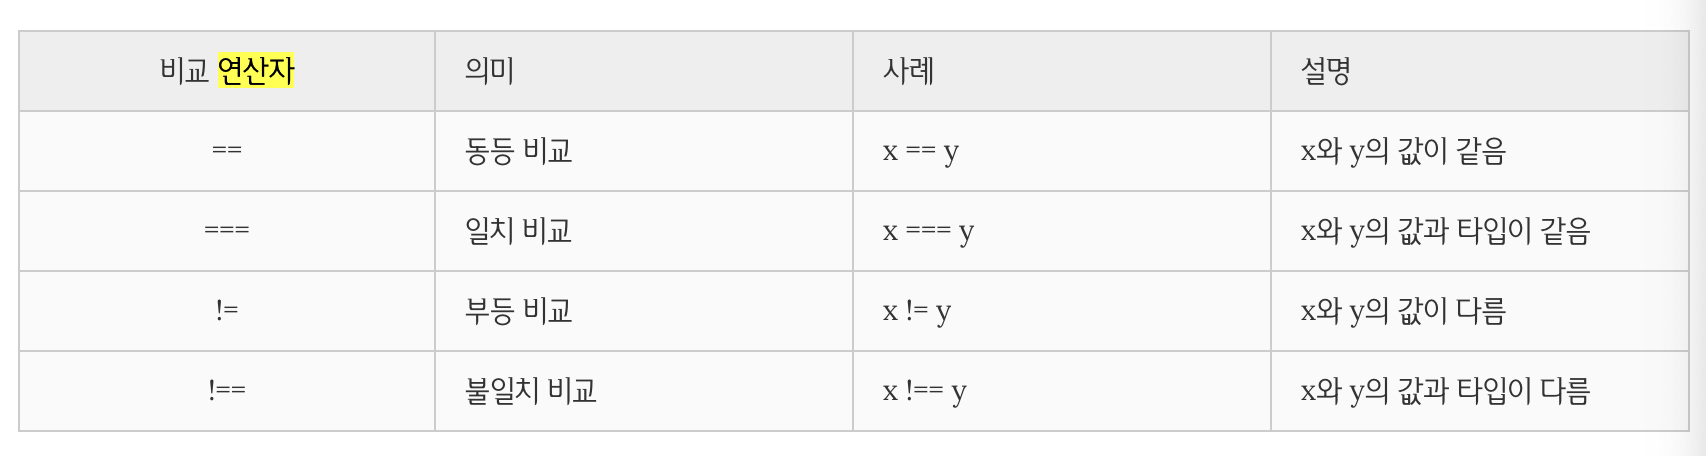 비교 연산자 의미 사례 설명
== 동등 비교 x == y x와 y의 값이 같음
=== 일치 비교 x === y x와 y의 값과 타입이 같음
!= 부등 비교 x != y x와 y의 값이 다름
!== 불일치 비교 x !== y x와 y의 값과 타입이 다름